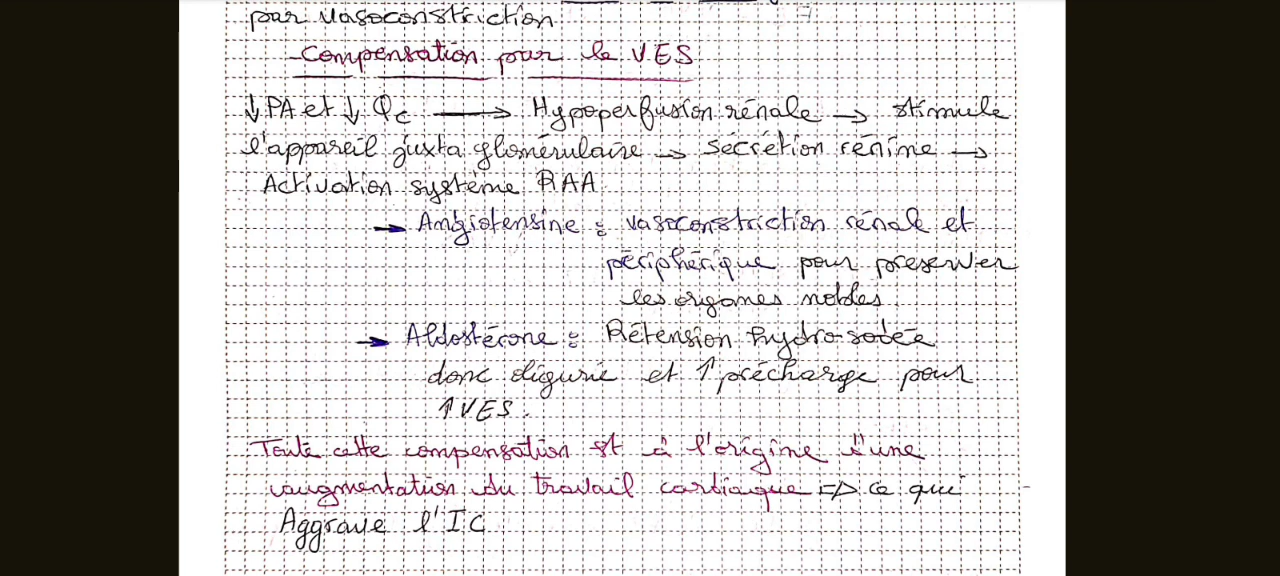 par vasoconstriction
- Compensation pour le VES
↓ PA et ↓ Qc → Hypoperfusion rénale → stimule
l'appareil juxta glomérulaire → sécrétion rénine →
Activation système RAA
→ Angiotensine : vasoconstriction rénale et
périphérique pour preserver
les organes nobles
→ Aldostérone : Rétension hydro-sodée
donc oligurie et ↑ précharge pour
↑ VES.
Toute cette compensation est à l'origine d'une
augmentation du travail cardiaque => ce qui
Aggrave l'IC